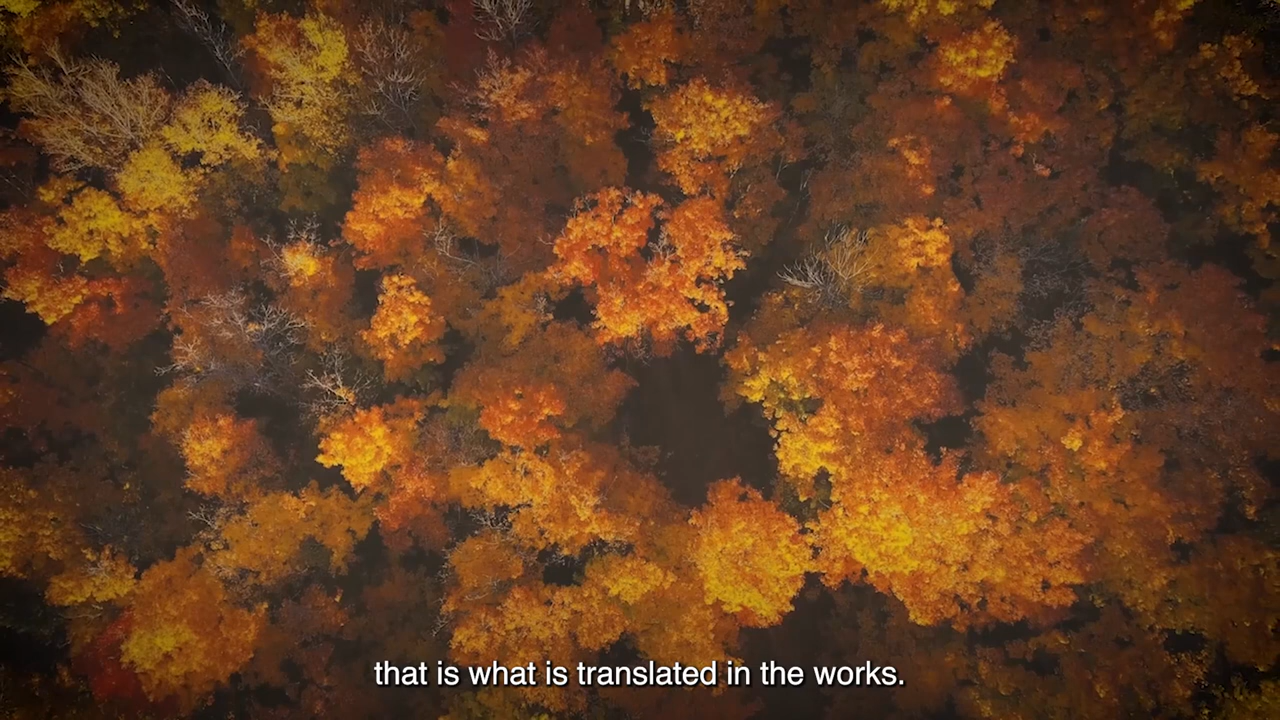 that is what is translated in the works.